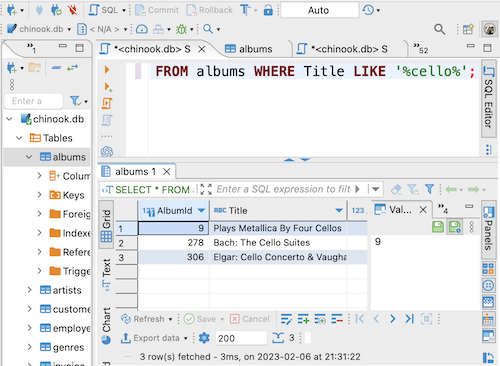 SQL Commit Rollback T Auto
chinook.db < N/A >
"1 *<chinook.db> S albums *<chinook.db> S "52
Enter a
FROM albums WHERE Title LIKE '%cello%';
SQL Editor
chinook.db
Tables
albums
Colum
Keys
Foreig
Indexe
Refere
Trigge
artists
custome
employe
genres
albums 1
SELECT * FROM Enter a SQL expression to filt
Grid
Text
Chart
123 AlbumId ABC Title 123
1 9 Plays Metallica By Four Cellos
2 278 Bach: The Cello Suites
3 306 Elgar: Cello Concerto & Vaugha
Val... "4
9
Panels
Refresh Save Cancel
Export data 200 3
3 row(s) fetched - 3ms, on 2023-02-06 at 21:31:22